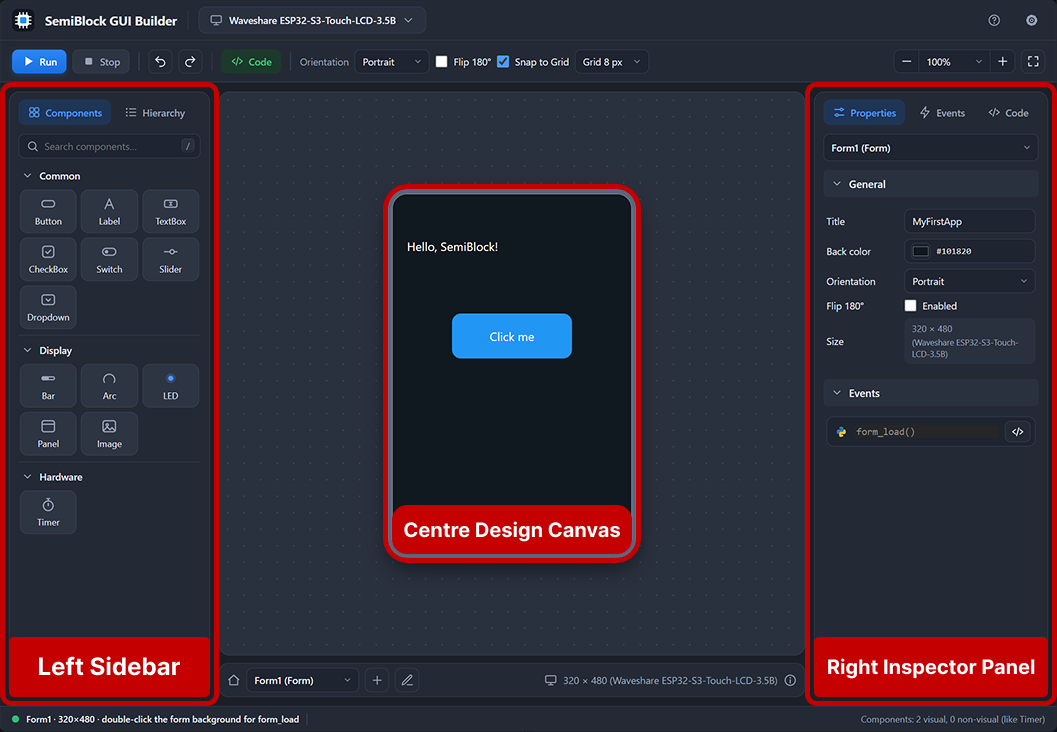 SemiBlock GUI Builder
Waveshare ESP32-S3-Touch-LCD-3.5B
Run
Stop
</> Code
Orientation
Portrait
Flip 180°
Snap to Grid
Grid 8 px
100%
Components
Hierarchy
Search components...
/
Common
Button
Label
TextBox
CheckBox
Switch
Slider
Dropdown
Display
Bar
Arc
LED
Panel
Image
Hardware
Timer
Left Sidebar
Hello, SemiBlock!
Click me
Centre Design Canvas
Form1 (Form)
320 × 480 (Waveshare ESP32-S3-Touch-LCD-3.5B)
Properties
Events
</> Code
Form1 (Form)
General
Title
MyFirstApp
Back color
#101820
Orientation
Portrait
Flip 180°
Enabled
Size
320 × 480
(Waveshare ESP32-S3-Touch-
LCD-3.5B)
Events
form_load()
</>
Right Inspector Panel
Form1 · 320×480 · double-click the form background for form_load
Components: 2 visual, 0 non-visual (like Timer)